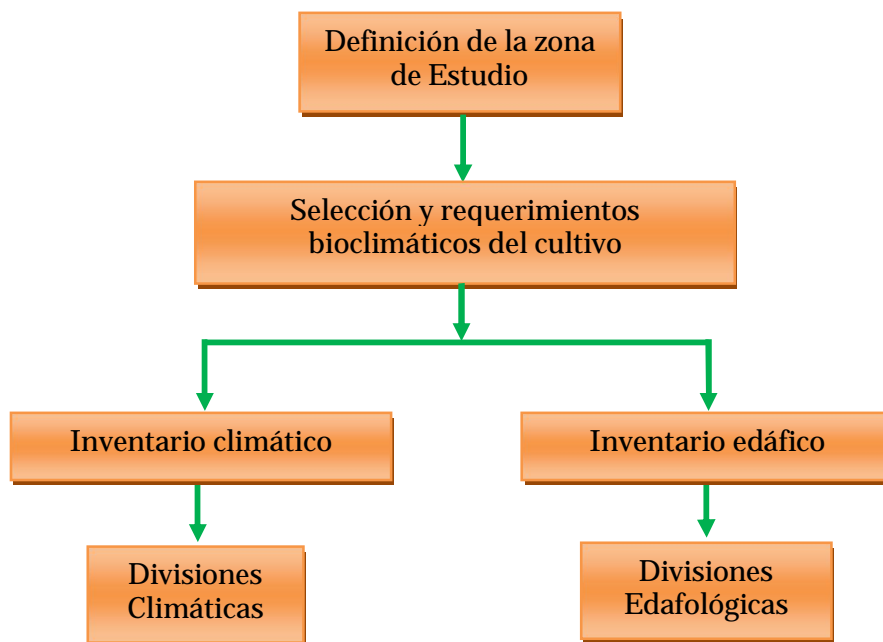 Definición de la zona
de Estudio
Selección y requerimientos
bioclimáticos del cultivo
Inventario climático
Inventario edáfico
Divisiones
Climáticas
Divisiones
Edafológicas